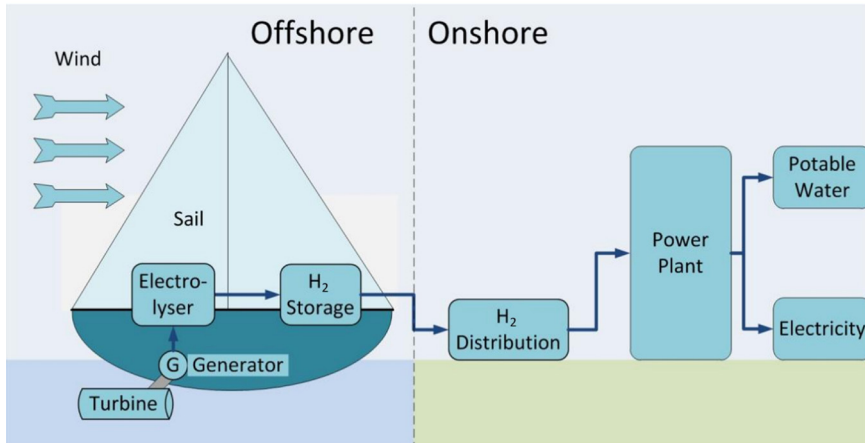 Offshore
Onshore
Wind
Sail
Electro-
lyser
H₂
Storage
G
Generator
Turbine
H₂
Distribution
Power
Plant
Potable
Water
Electricity